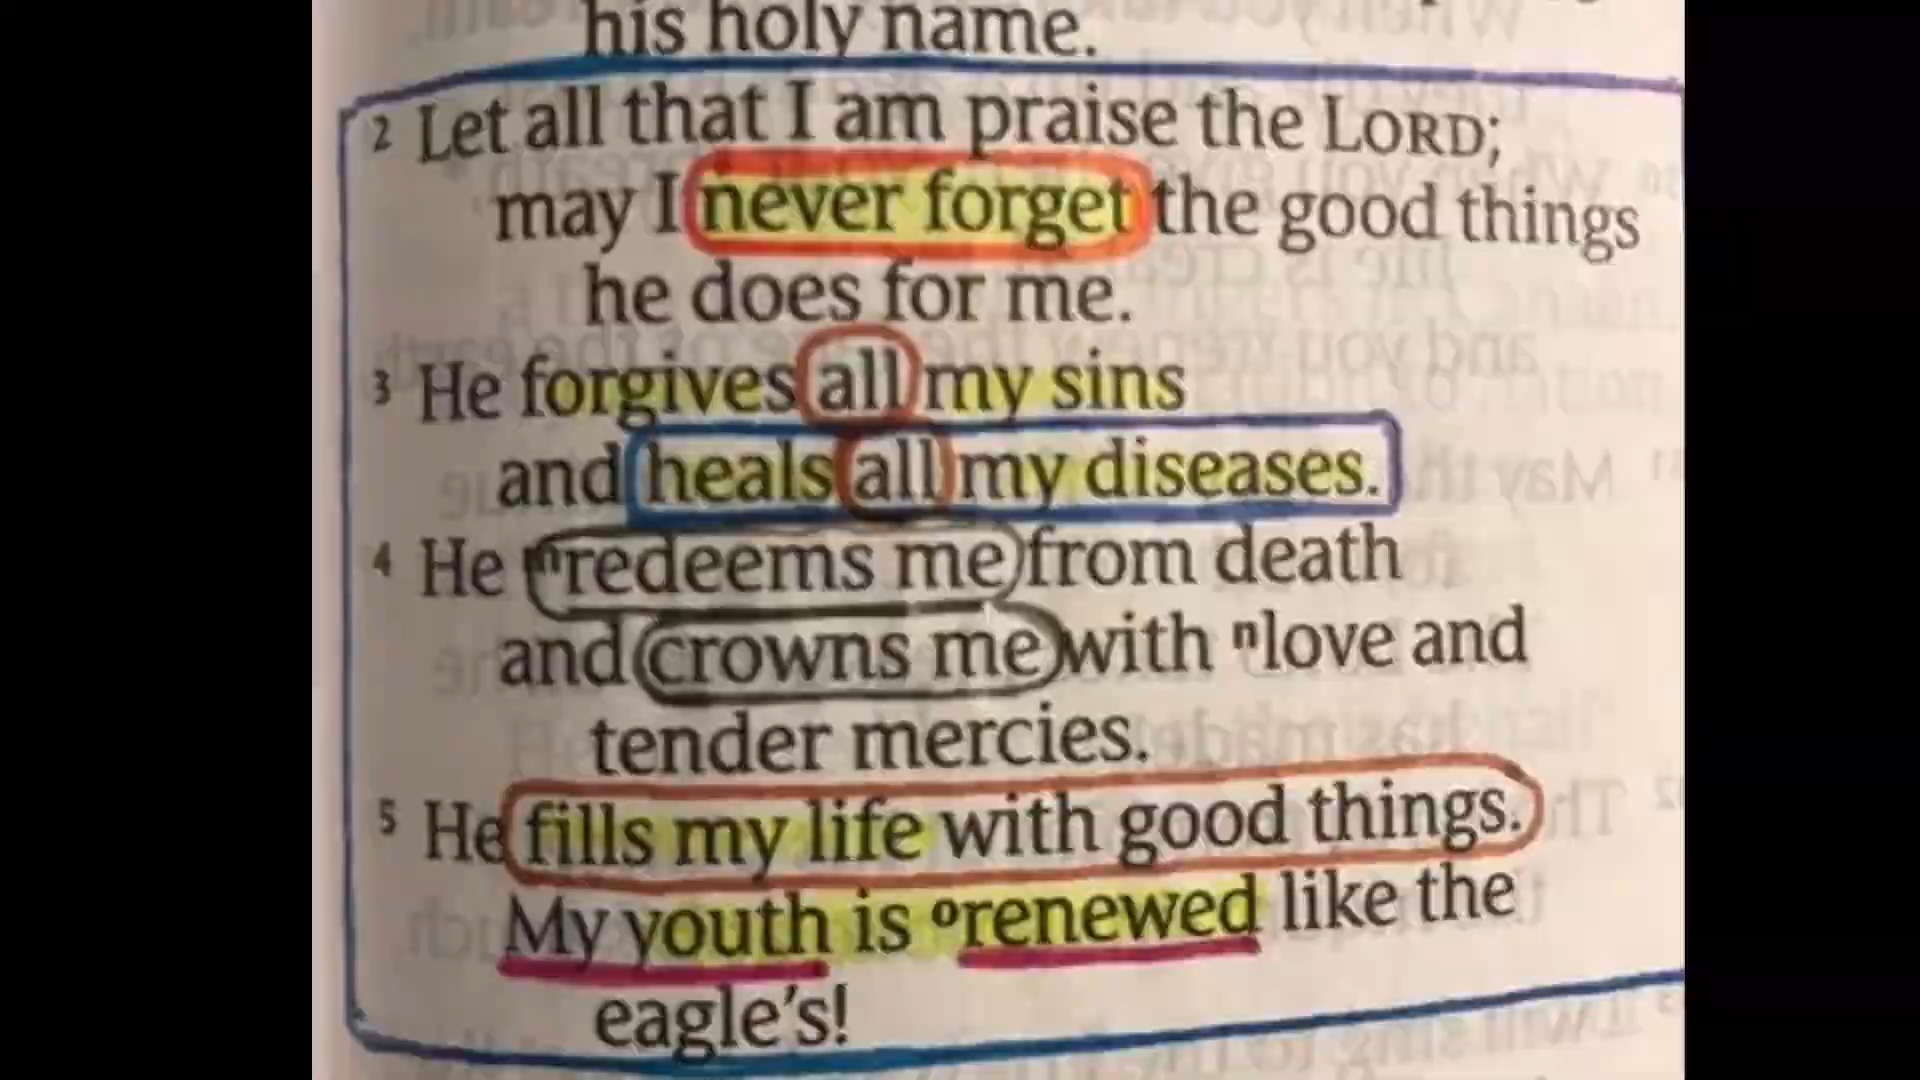 his holy name.
2 Let all that I am praise the LORD;
may I never forget the good things
he does for me.
3 He forgives all my sins
and heals all my diseases.
4 He mredeems me from death
and crowns me with nlove and
tender mercies.
5 He fills my life with good things.
My youth is orenewed like the
eagle's!